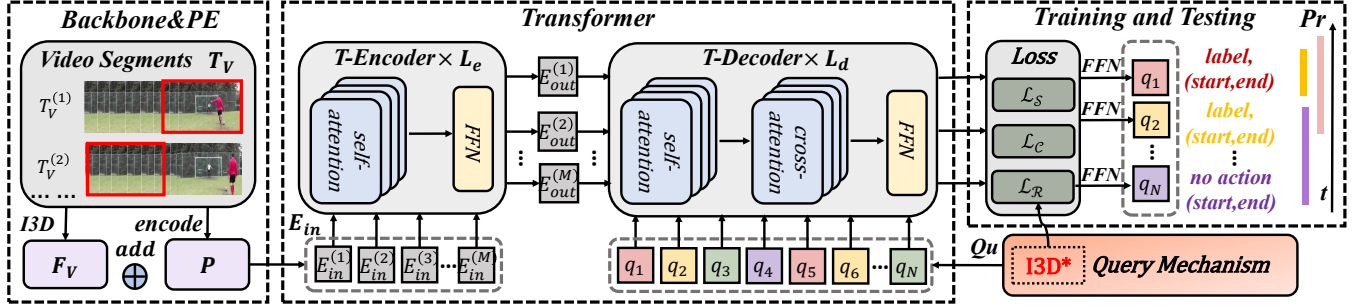 Backbone&PE
Video Segments T_V
T_V^(1)
T_V^(2)
... ...
I3D
encode
F_V
add
P
Transformer
T-Encoder× L_e
self-attention
FFN
E_out^(1)
E_out^(2)
⋮
E_out^(M)
T-Decoder× L_d
self-attention
cross-attention
FFN
E_in
E_in^(1) E_in^(2) E_in^(3) ... E_in^(M)
q_1 q_2 q_3 q_4 q_5 q_6 ... q_N
Training and Testing
Loss
L_S
L_C
L_R
FFN
FFN
FFN
q_1
q_2
⋮
q_N
label,
(start,end)
label,
(start,end)
⋮
no action
(start,end)
Pr
t
Qu
I3D* Query Mechanism